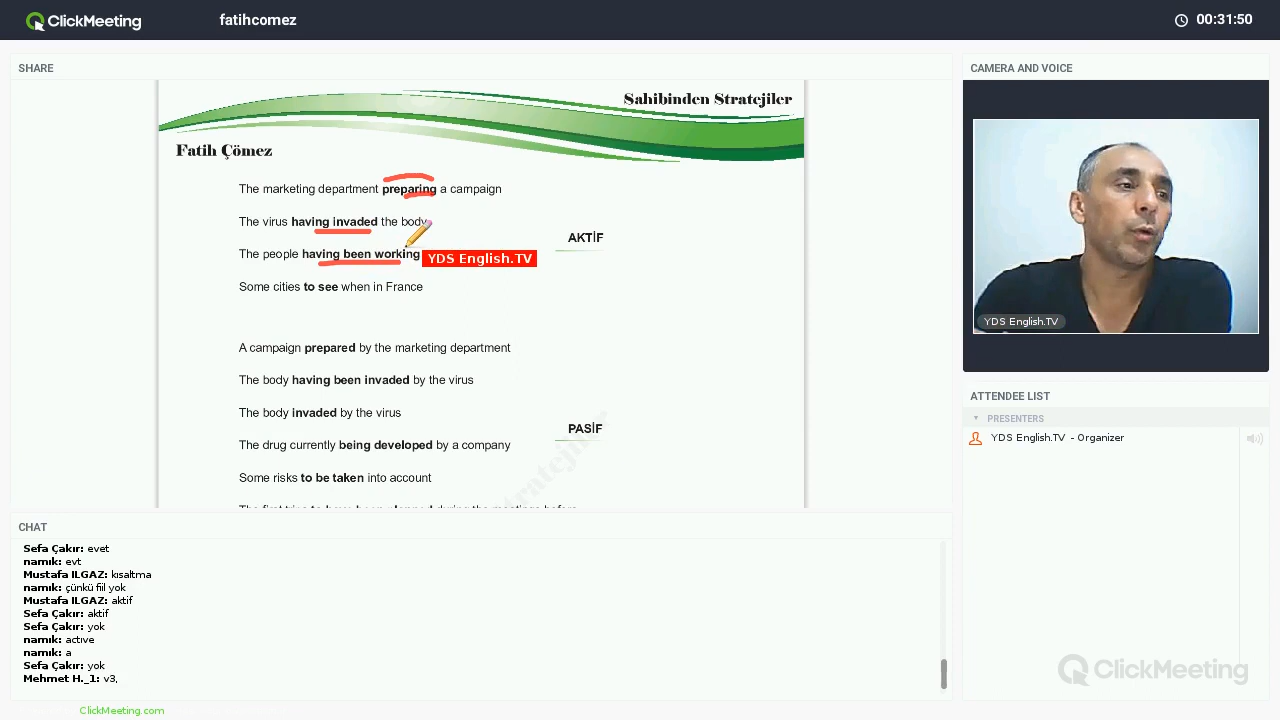 ClickMeeting
fatihcomez
00:31:50
SHARE
Sahibinden Stratejiler
Fatih Çömez
The marketing department preparing a campaign
The virus having invaded the body
The people having been working
YDS English.TV
AKTİF
Some cities to see when in France
A campaign prepared by the marketing department
The body having been invaded by the virus
The body invaded by the virus
PASİF
The drug currently being developed by a company
Some risks to be taken into account
CHAT
Sefa Çakır: evet
namık: evt
Mustafa ILGAZ: kısaltma
namık: çünkü fiil yok
Mustafa ILGAZ: aktif
Sefa Çakır: aktif
Sefa Çakır: yok
namık: actıve
namık: a
Sefa Çakır: yok
Mehmet H._1: v3,
ClickMeeting.com
CAMERA AND VOICE
YDS English.TV
ATTENDEE LIST
PRESENTERS
YDS English.TV - Organizer
ClickMeeting